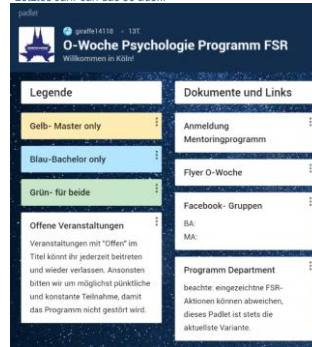 padlet
giraffe14118 • 13T.
O-Woche Psychologie Programm FSR
Willkommen in Köln!
Legende
Gelb- Master only
Blau-Bachelor only
Grün- für beide
Offene Veranstaltungen
Veranstaltungen mit "Offen" im
Titel könnt ihr jederzeit beitreten
und wieder verlassen. Ansonsten
bitten wir um möglichst pünktliche
und konstante Teilnahme, damit
das Programm nicht gestört wird.
Dokumente und Links
Anmeldung
Mentoringprogramm
Flyer O-Woche
Facebook- Gruppen
BA:
MA:
Programm Department
beachte: eingezeichnte FSR-
Aktionen können abweichen,
dieses Padlet ist stets die
aktuellste Variante.